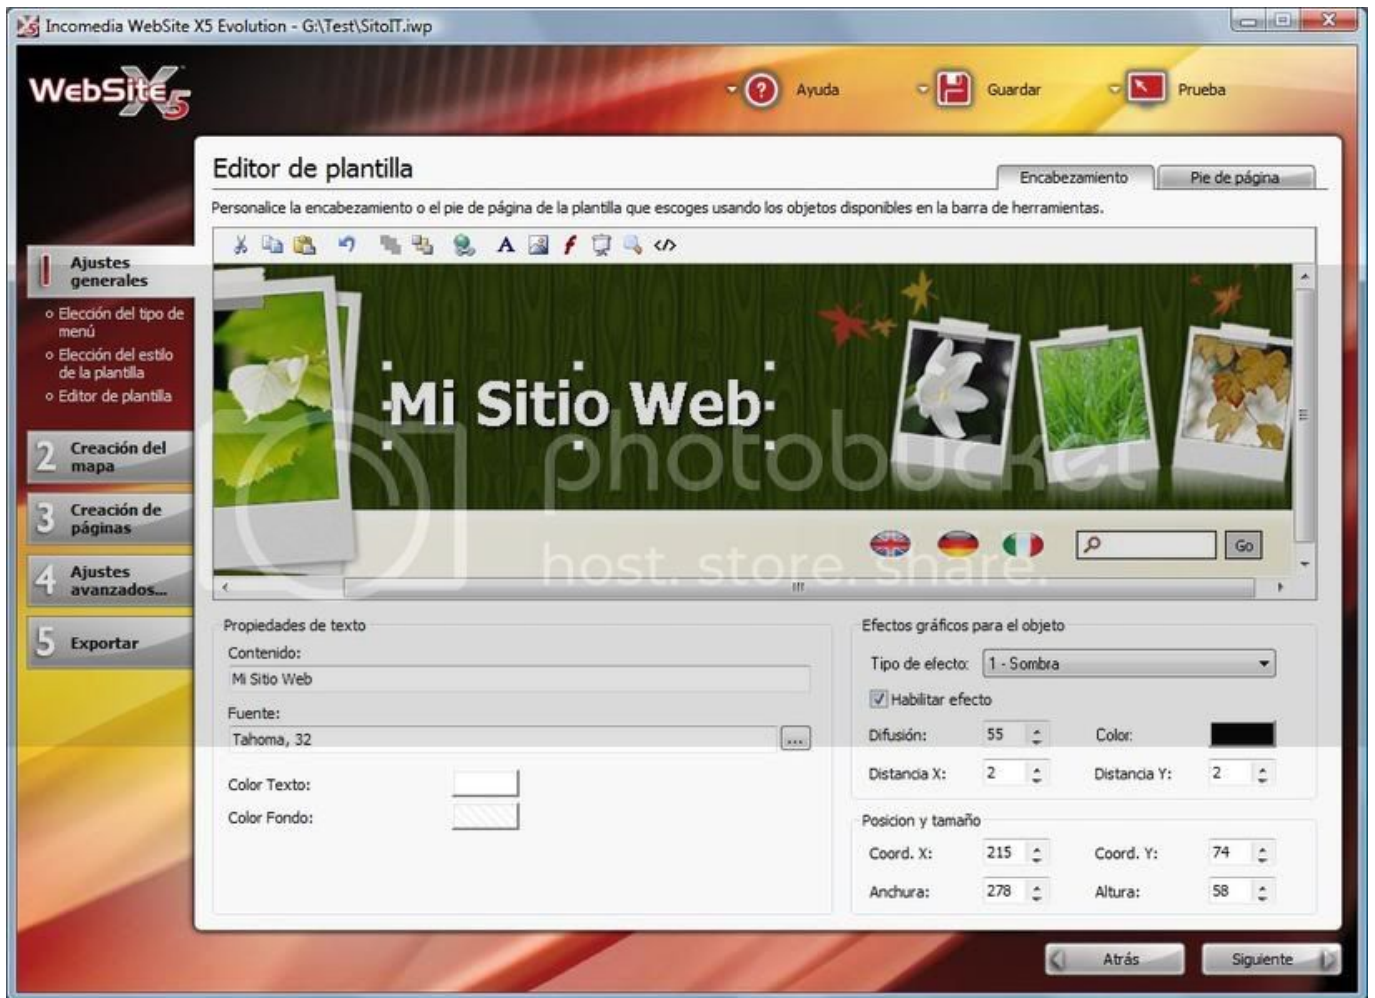 Incomedia WebSite X5 Evolution - G:\Test\SitoIT.iwp
WebSite X5
Ayuda
Guardar
Prueba
Editor de plantilla
Encabezamiento
Pie de página
Personalice la encabezamiento o el pie de página de la plantilla que escoges usando los objetos disponibles en la barra de herramientas.
1 Ajustes
generales
Elección del tipo de
menú
Elección del estilo
de la plantilla
Editor de plantilla
2 Creación del
mapa
3 Creación de
páginas
4 Ajustes
avanzados...
5 Exportar
Mi Sitio Web
photobucket
host. store. share.
Go
Propiedades de texto
Contenido:
Mi Sitio Web
Fuente:
Tahoma, 32
...
Color Texto:
Color Fondo:
Efectos gráficos para el objeto
Tipo de efecto: 1 - Sombra
Habilitar efecto
Difusión: 55 Color:
Distancia X: 2 Distancia Y: 2
Posicion y tamaño
Coord. X: 215 Coord. Y: 74
Anchura: 278 Altura: 58
Atrás
Siguiente